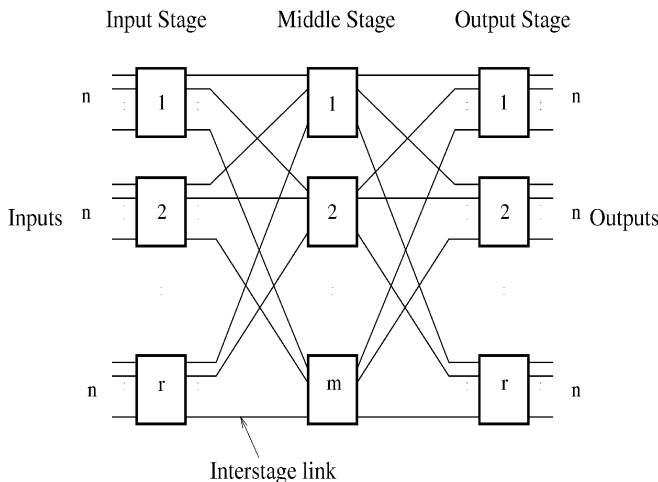 Input Stage Middle Stage Output Stage
n 1 1 1 n
Inputs n 2 2 2 n Outputs
n r m r n
Interstage link